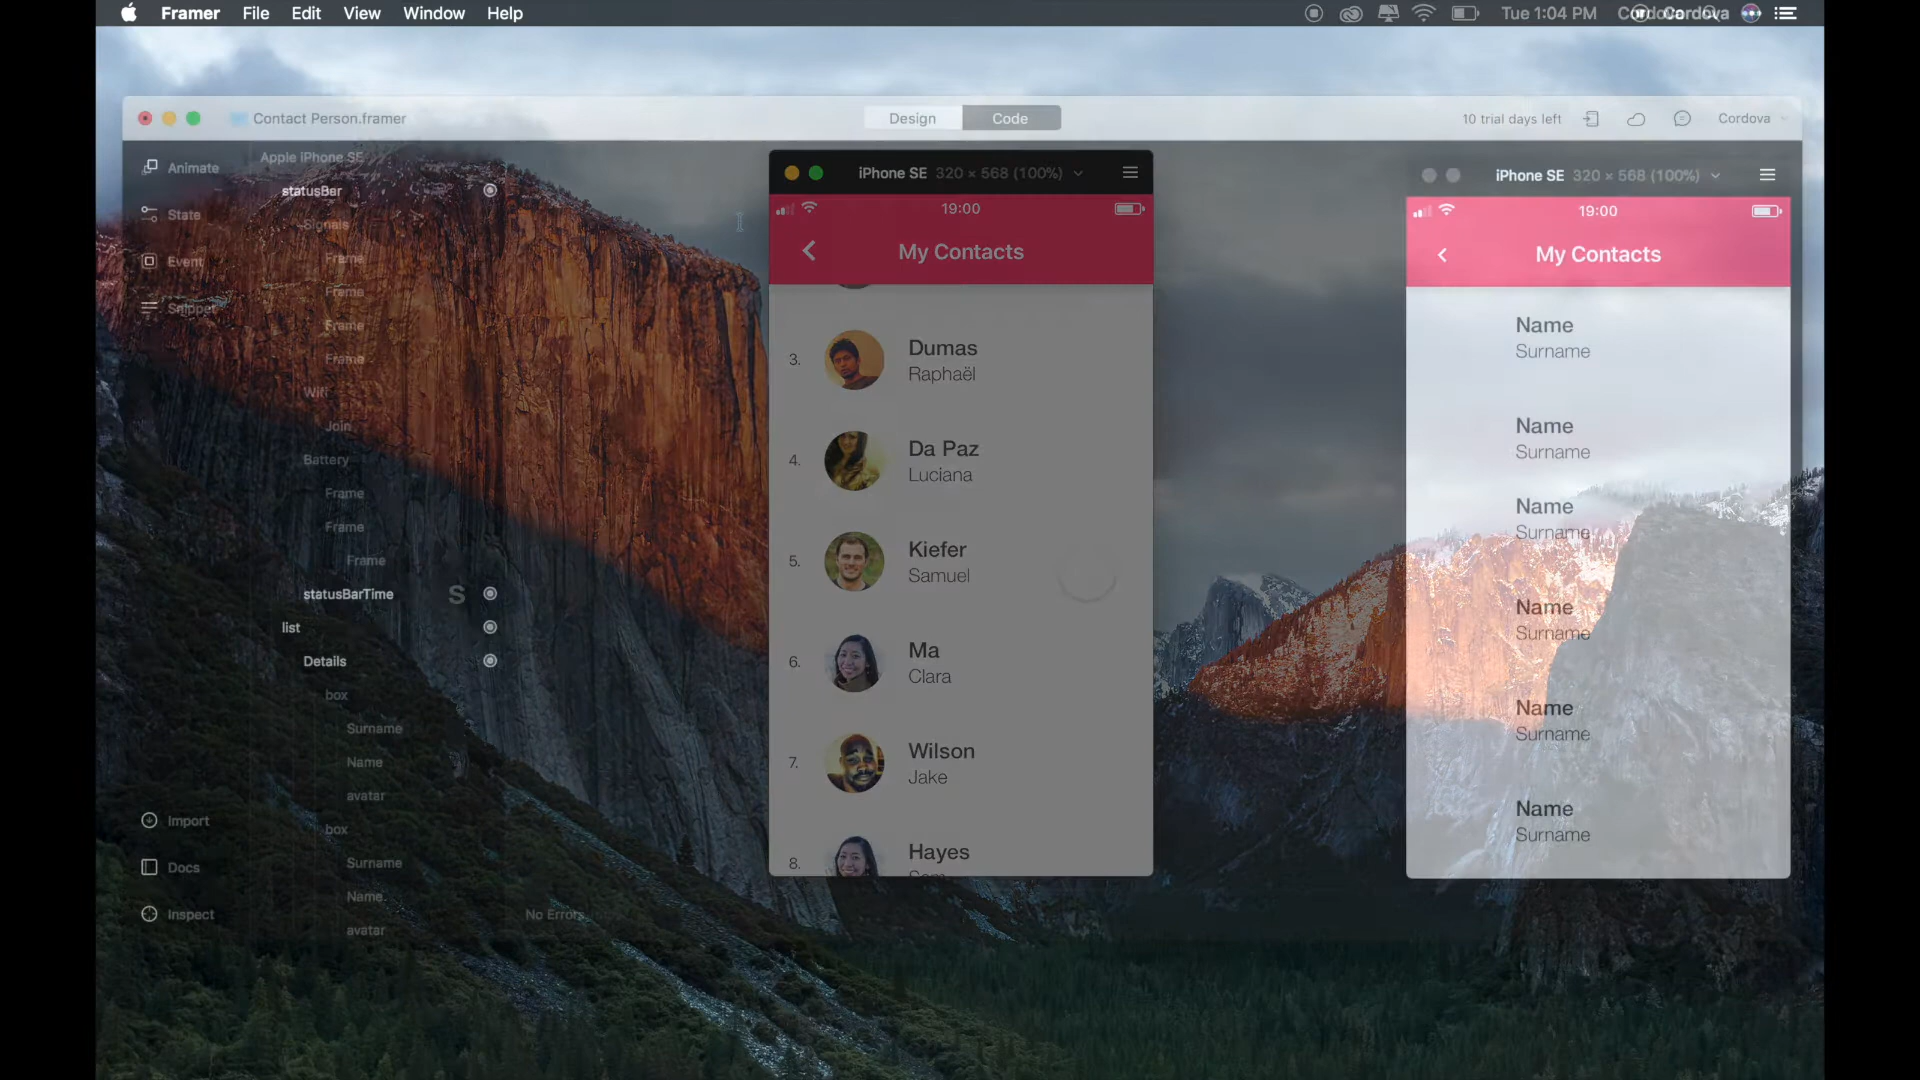 Framer File Edit View Window Help
Tue 1:04 PM Cordova
Contact Person.framer
Design Code
10 trial days left Cordova
Animate
State
Event
Snippet
Import
Docs
Inspect
Apple iPhone SE
statusBar
Signals
Frame
Frame
Frame
Frame
Wifi
Join
Battery
Frame
Frame
Frame
statusBarTime S
list
Details
box
Surname
Name
avatar
box
Surname
Name
avatar
No Errors
iPhone SE 320 × 568 (100%)
19:00
My Contacts
3.
Dumas
Raphaël
4.
Da Paz
Luciana
5.
Kiefer
Samuel
6.
Ma
Clara
7.
Wilson
Jake
8.
Hayes
iPhone SE 320 × 568 (100%)
19:00
My Contacts
Name
Surname
Name
Surname
Name
Surname
Name
Surname
Name
Surname
Name
Surname